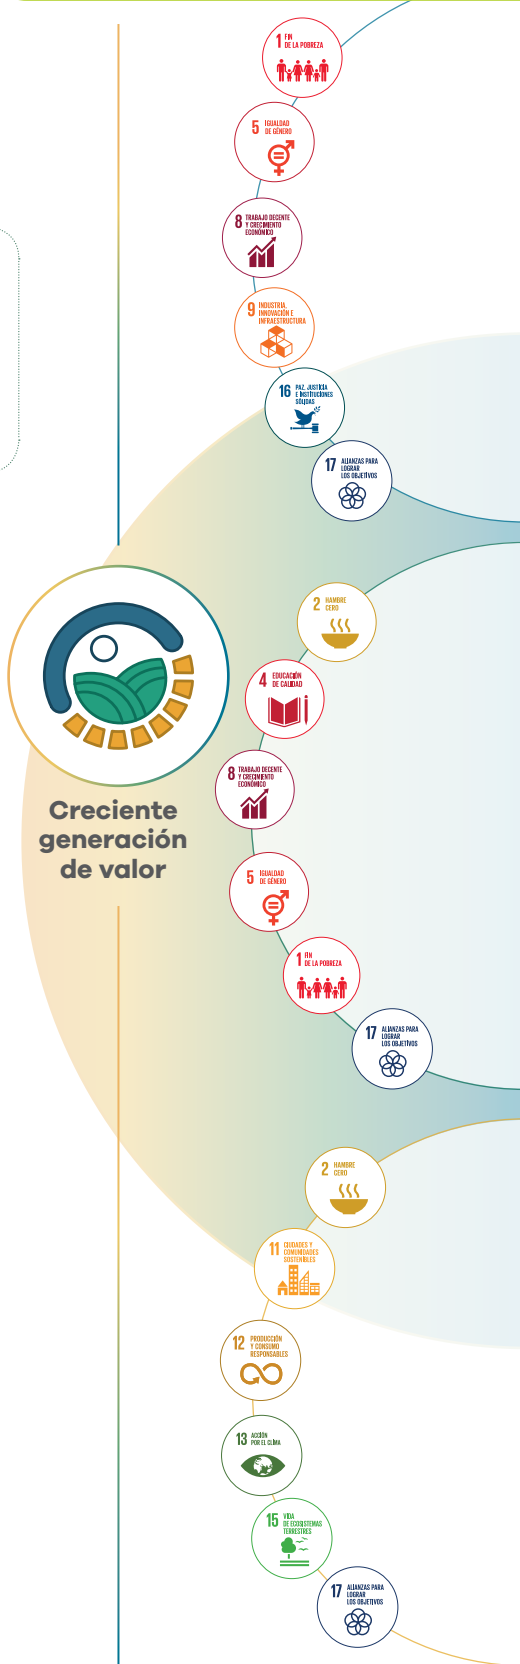 1 FIN
DE LA POBREZA
5 IGUALDAD
DE GÉNERO
8 TRABAJO DECENTE
Y CRECIMIENTO
ECONÓMICO
9 INDUSTRIA,
INNOVACIÓN E
INFRAESTRUCTURA
16 PAZ, JUSTICIA
E INSTITUCIONES
SÓLIDAS
17 ALIANZAS PARA
LOGRAR
LOS OBJETIVOS
2 HAMBRE
CERO
4 EDUCACIÓN
DE CALIDAD
8 TRABAJO DECENTE
Y CRECIMIENTO
ECONÓMICO
Creciente
generación
de valor
5 IGUALDAD
DE GÉNERO
1 FIN
DE LA POBREZA
17 ALIANZAS PARA
LOGRAR
LOS OBJETIVOS
2 HAMBRE
CERO
11 CIUDADES Y
COMUNIDADES
SOSTENIBLES
12 PRODUCCIÓN
Y CONSUMO
RESPONSABLES
13 ACCIÓN
POR EL CLIMA
15 VIDA
DE ECOSISTEMAS
TERRESTRES
17 ALIANZAS PARA
LOGRAR
LOS OBJETIVOS